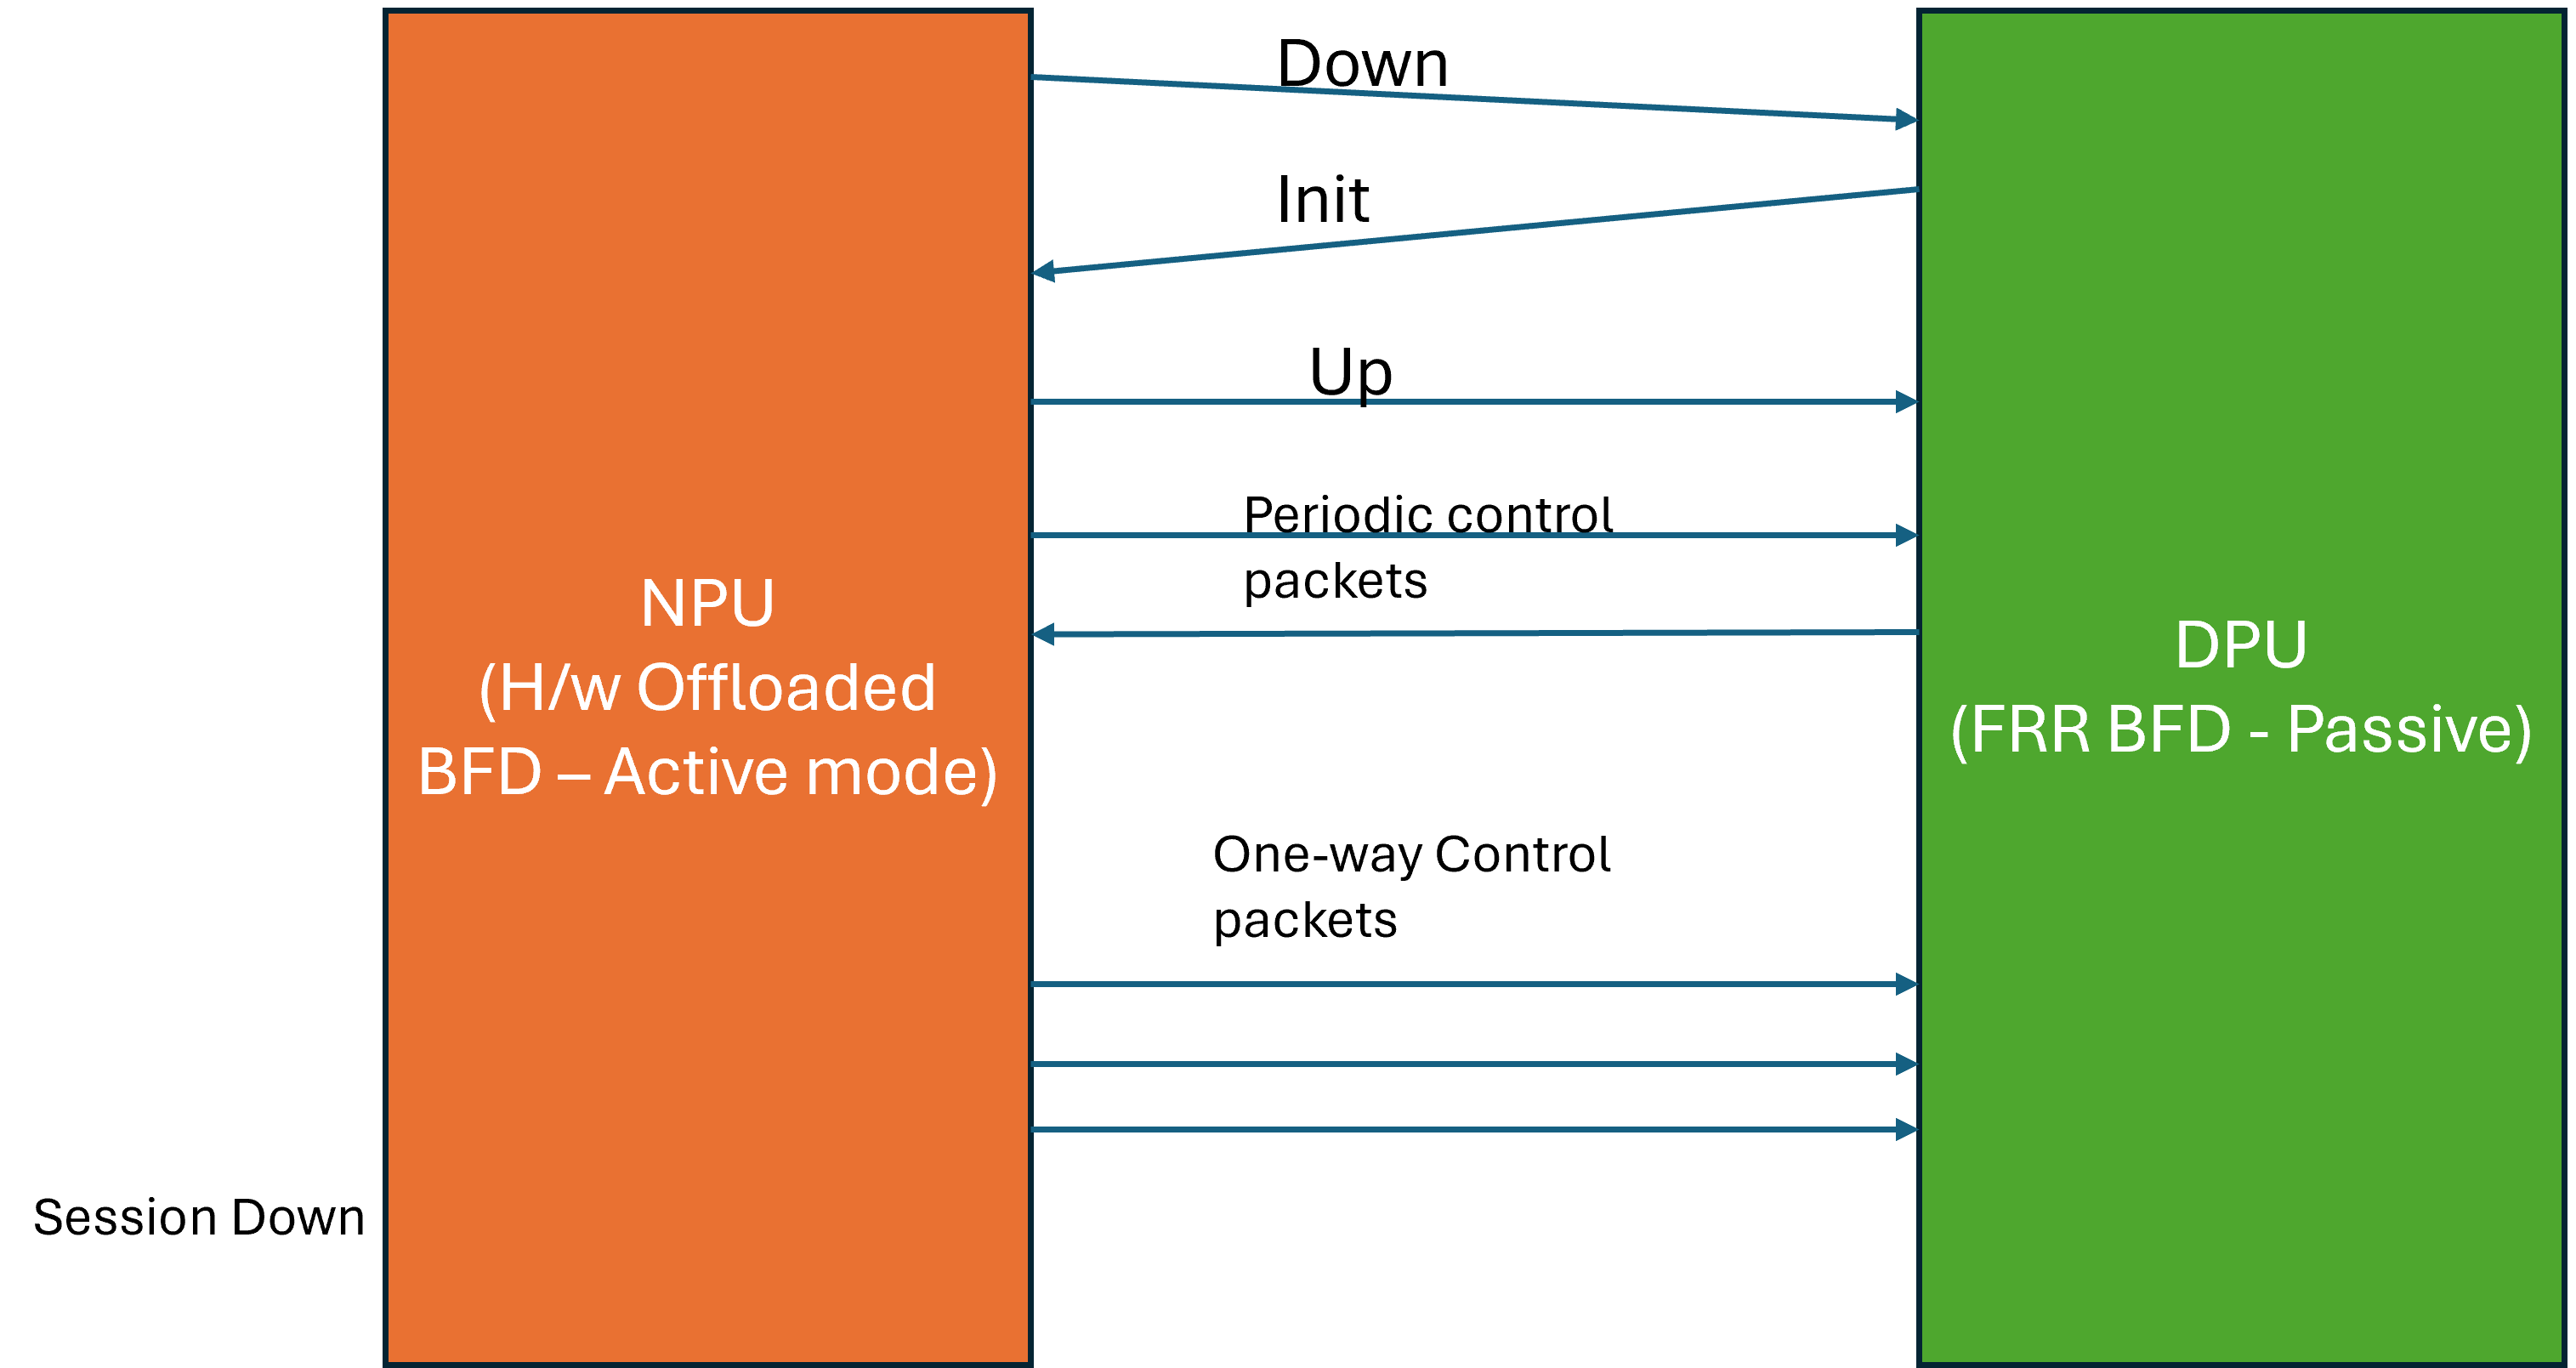 Down
Init
Up
Periodic control
packets
NPU
(H/w Offloaded
BFD – Active mode)
DPU
(FRR BFD - Passive)
One-way Control
packets
Session Down